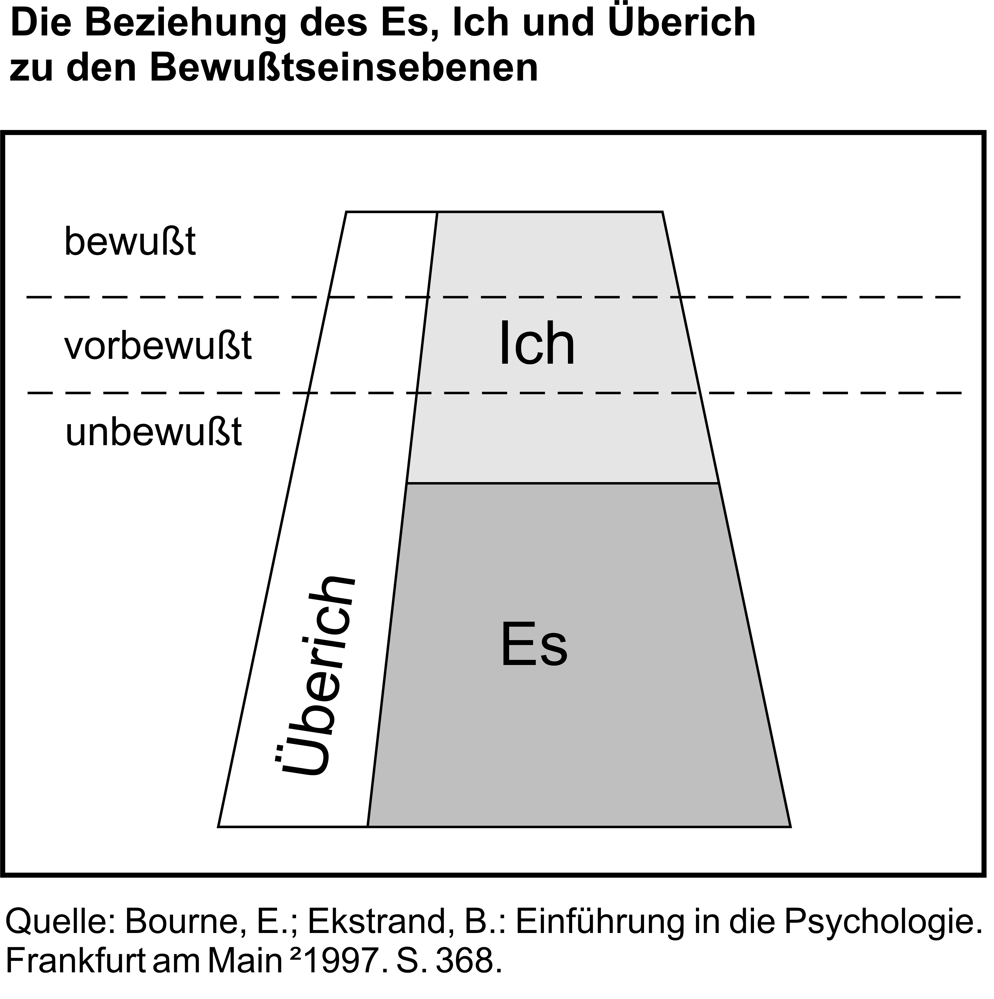 Die Beziehung des Es, Ich und Überich
zu den Bewußtseinsebenen
bewußt
vorbewußt
Ich
unbewußt
Überich
Es
Quelle: Bourne, E.; Ekstrand, B.: Einführung in die Psychologie.
Frankfurt am Main ²1997. S. 368.